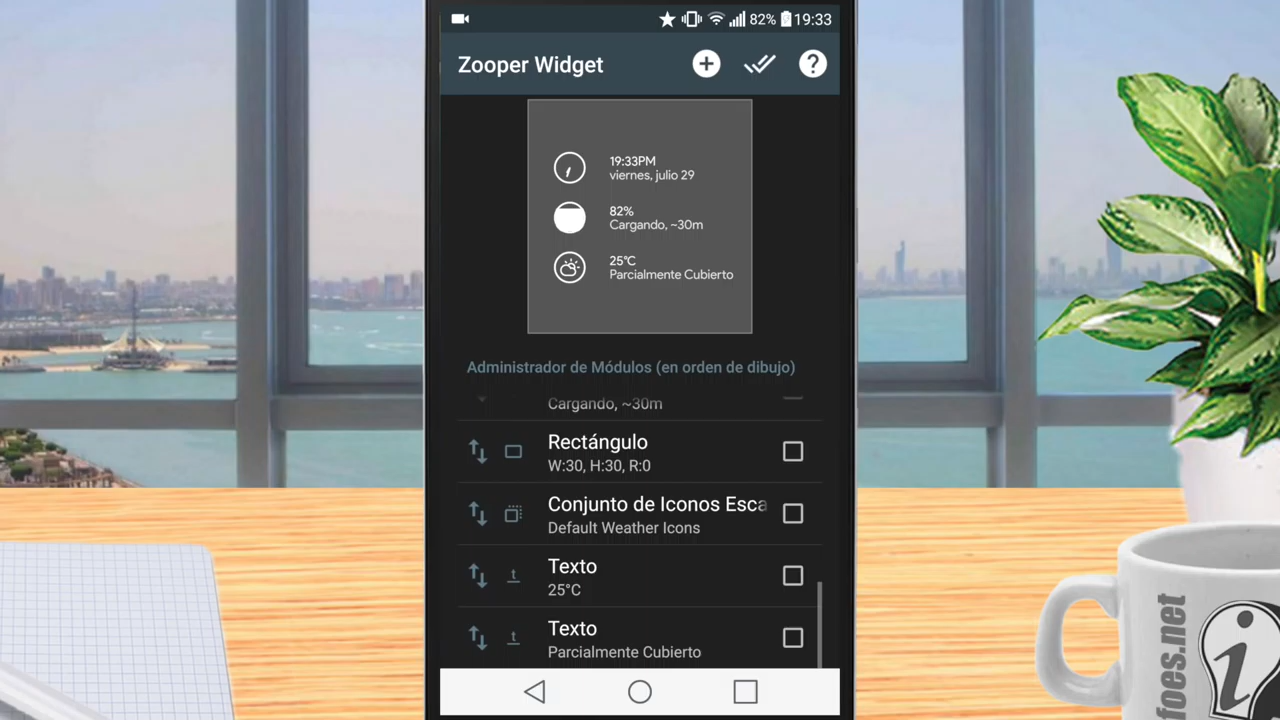 82% 19:33
Zooper Widget
19:33PM
viernes, julio 29
82%
Cargando, ~30m
25°C
Parcialmente Cubierto
Administrador de Módulos (en orden de dibujo)
Cargando, ~30m
Rectángulo
W:30, H:30, R:0
Conjunto de Iconos Esca
Default Weather Icons
Texto
25°C
Texto
Parcialmente Cubierto
foes.net